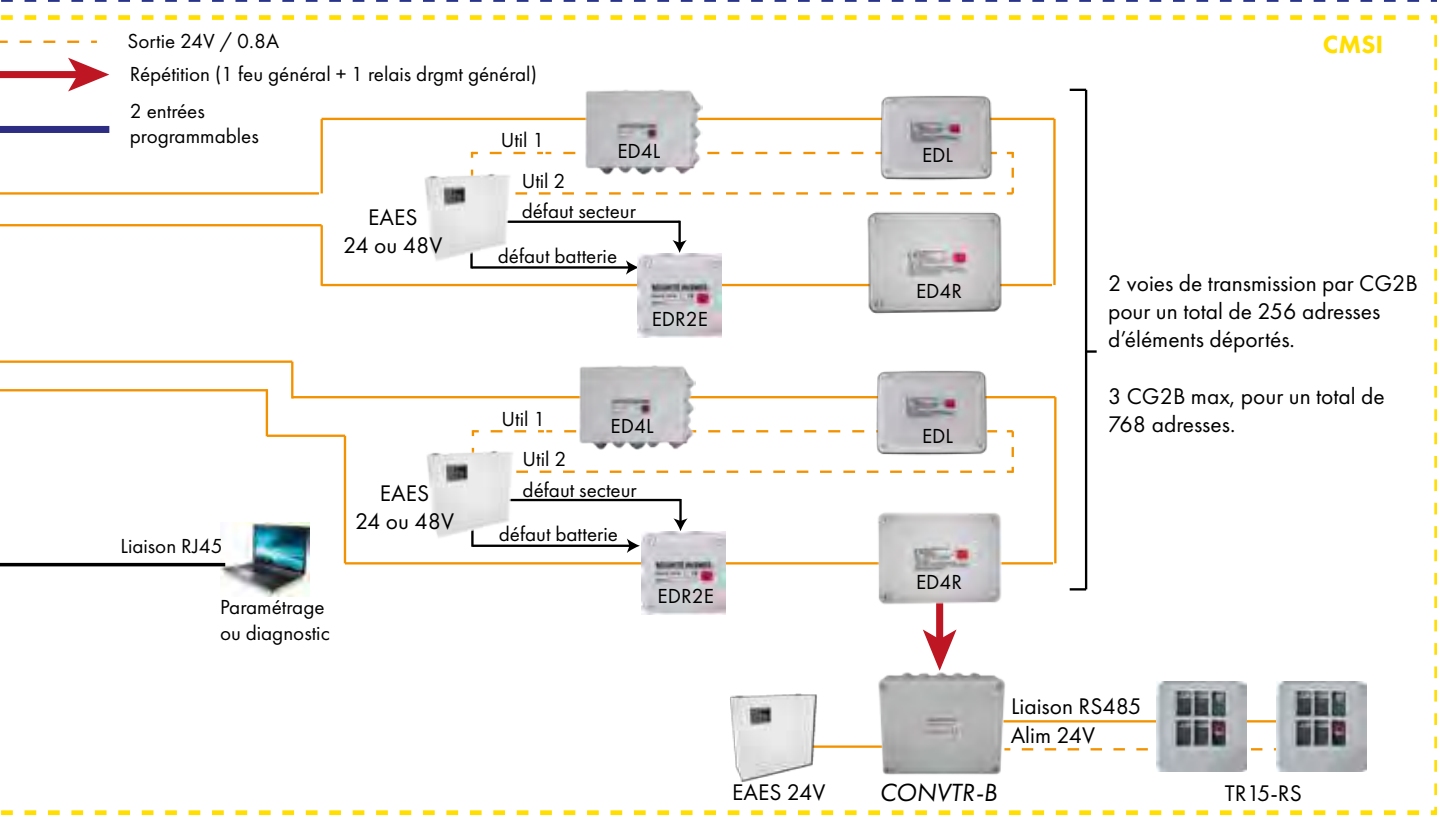 Sortie 24V / 0.8A
CMSI
Répétition (1 feu général + 1 relais drgmt général)
2 entrées
programmables
Util 1
ED4L
EDL
Util 2
EAES
24 ou 48V
défaut secteur
défaut batterie
EDR2E
ED4R
2 voies de transmission par CG2B
pour un total de 256 adresses
d'éléments déportés.
3 CG2B max, pour un total de
768 adresses.
Util 1
ED4L
EDL
Util 2
EAES
24 ou 48V
défaut secteur
défaut batterie
EDR2E
ED4R
Liaison RJ45
Paramétrage
ou diagnostic
Liaison RS485
Alim 24V
EAES 24V
CONVTR-B
TR15-RS